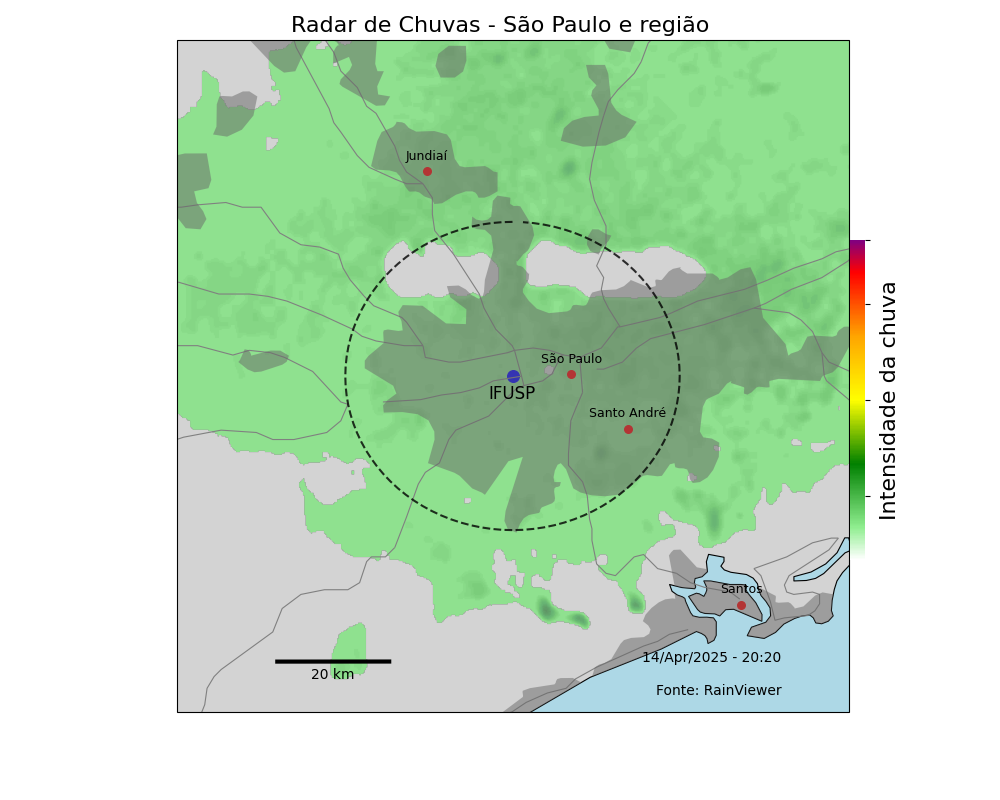 Radar de Chuvas - São Paulo e região
Jundiaí
São Paulo
IFUSP
Santo André
Intensidade da chuva
Santos
14/Apr/2025 - 20:20
20 km
Fonte: RainViewer